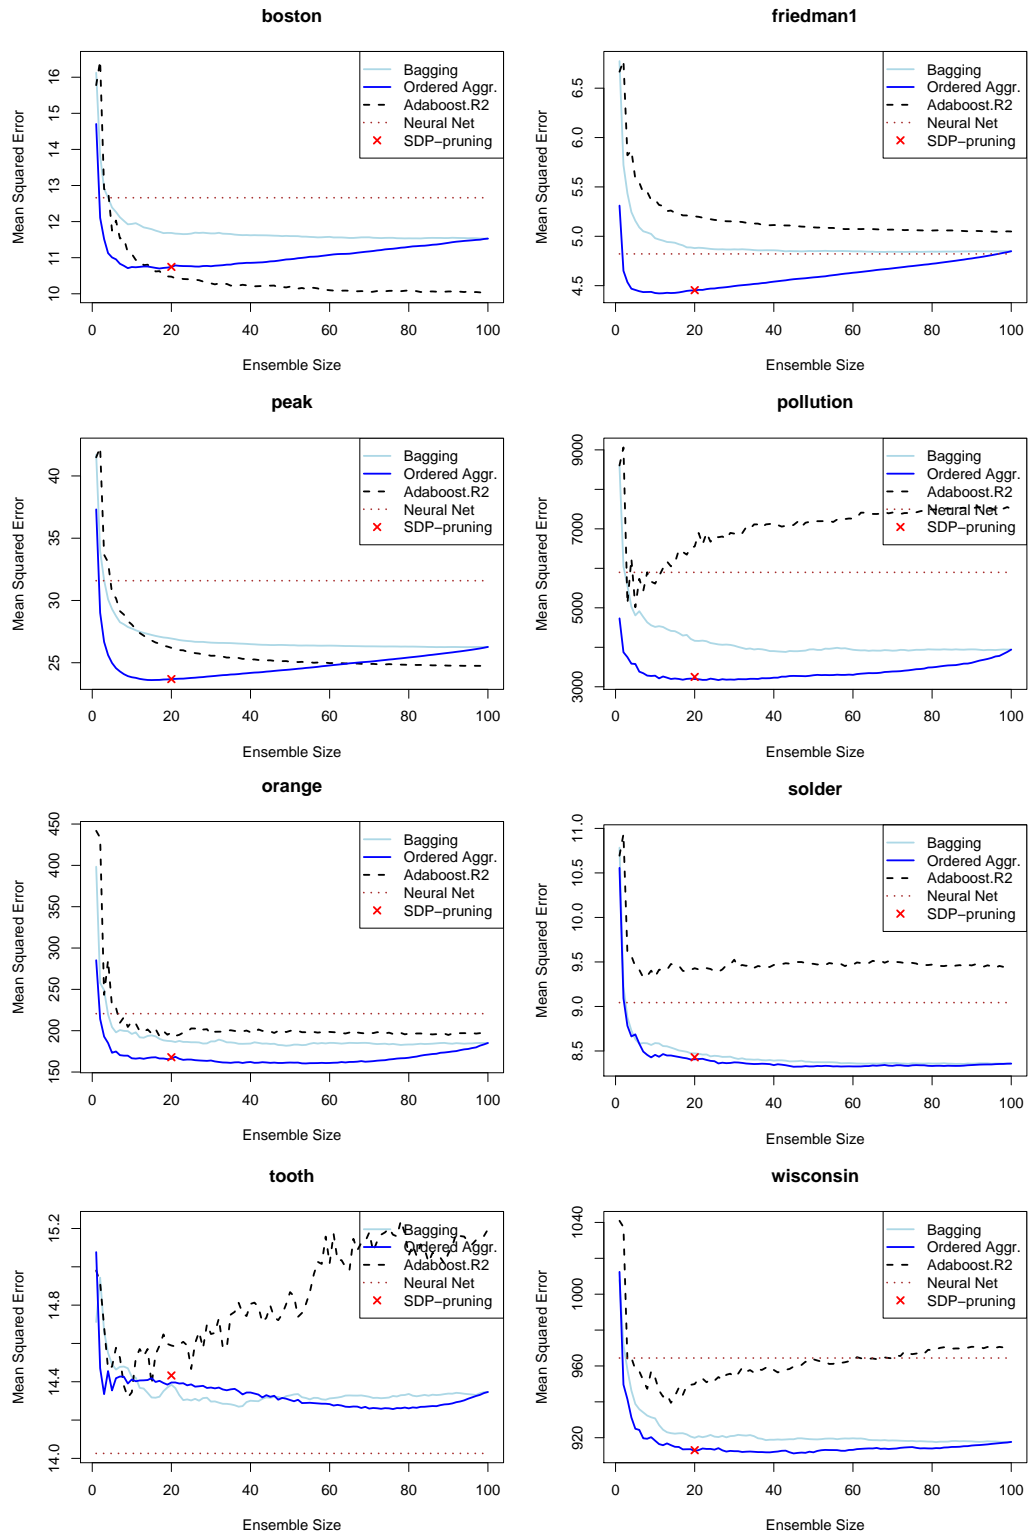 boston
Mean Squared Error
10 11 12 13 14 15 16
0 20 40 60 80 100
Ensemble Size
Bagging
Ordered Aggr.
Adaboost.R2
Neural Net
SDP−pruning
friedman1
Mean Squared Error
4.5 5.0 5.5 6.0 6.5
0 20 40 60 80 100
Ensemble Size
Bagging
Ordered Aggr.
Adaboost.R2
Neural Net
SDP−pruning
peak
Mean Squared Error
25 30 35 40
0 20 40 60 80 100
Ensemble Size
Bagging
Ordered Aggr.
Adaboost.R2
Neural Net
SDP−pruning
pollution
Mean Squared Error
3000 5000 7000 9000
0 20 40 60 80 100
Ensemble Size
Bagging
Ordered Aggr.
Adaboost.R2
Neural Net
SDP−pruning
orange
Mean Squared Error
150 200 250 300 350 400 450
0 20 40 60 80 100
Ensemble Size
Bagging
Ordered Aggr.
Adaboost.R2
Neural Net
SDP−pruning
solder
Mean Squared Error
8.5 9.0 9.5 10.0 10.5 11.0
0 20 40 60 80 100
Ensemble Size
Bagging
Ordered Aggr.
Adaboost.R2
Neural Net
SDP−pruning
tooth
Mean Squared Error
14.0 14.4 14.8 15.2
0 20 40 60 80 100
Ensemble Size
Bagging
Ordered Aggr.
Adaboost.R2
Neural Net
SDP−pruning
wisconsin
Mean Squared Error
920 960 1000 1040
0 20 40 60 80 100
Ensemble Size
Bagging
Ordered Aggr.
Adaboost.R2
Neural Net
SDP−pruning